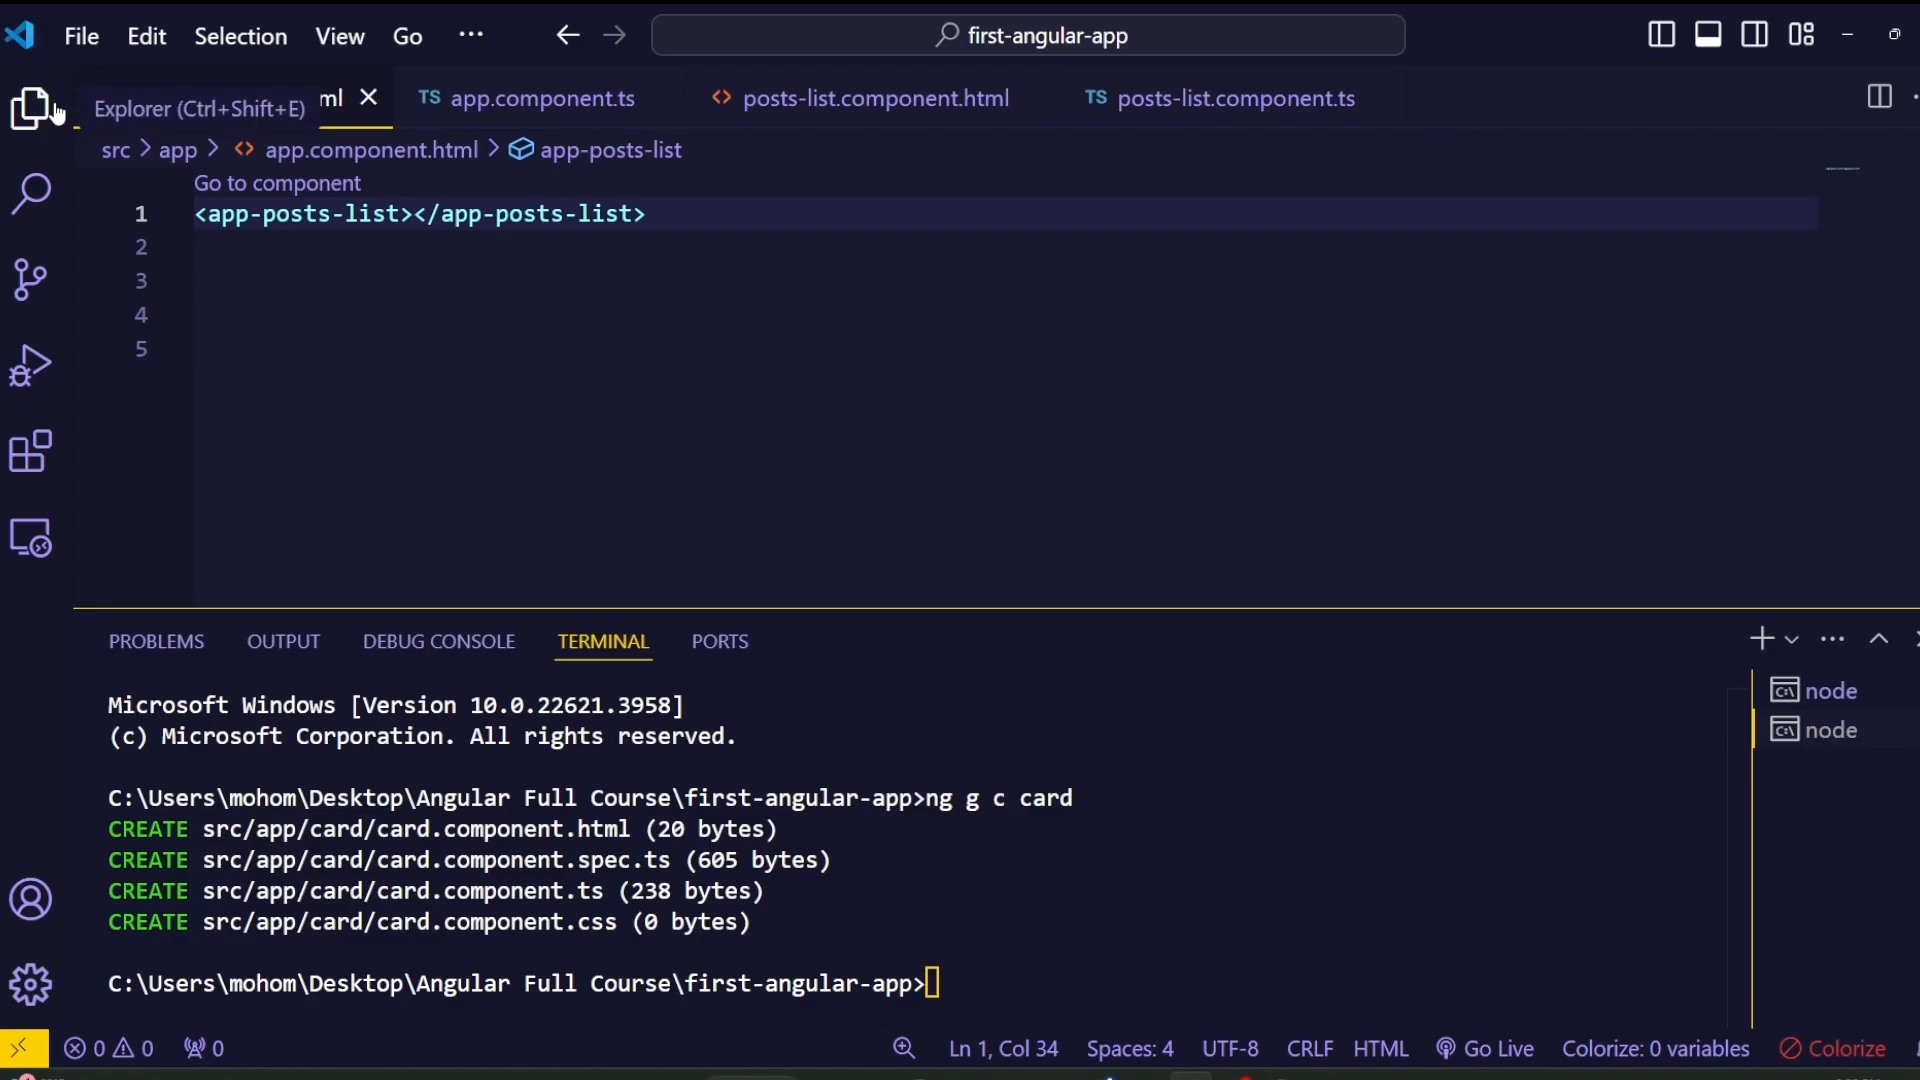 File Edit Selection View Go ··· first-angular-app
Explorer (Ctrl+Shift+E) ml TS app.component.ts <> posts-list.component.html TS posts-list.component.ts
src > app > <> app.component.html > app-posts-list
Go to component
1 <app-posts-list></app-posts-list>
2
3
4
5
PROBLEMS OUTPUT DEBUG CONSOLE TERMINAL PORTS
Microsoft Windows [Version 10.0.22621.3958]
(c) Microsoft Corporation. All rights reserved.
C:\Users\mohom\Desktop\Angular Full Course\first-angular-app>ng g c card
CREATE src/app/card/card.component.html (20 bytes)
CREATE src/app/card/card.component.spec.ts (605 bytes)
CREATE src/app/card/card.component.ts (238 bytes)
CREATE src/app/card/card.component.css (0 bytes)
C:\Users\mohom\Desktop\Angular Full Course\first-angular-app>
node
node
0 0 0 Ln 1, Col 34 Spaces: 4 UTF-8 CRLF HTML Go Live Colorize: 0 variables Colorize